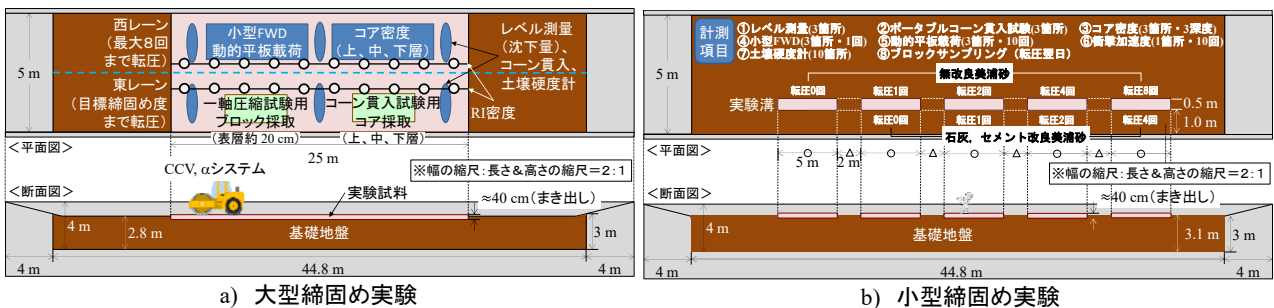 西レーン
(最大8回
まで転圧)
東レーン
(目標締固め度
まで転圧)
5 m
小型FWD
動的平板載荷
コア密度
(上、中、下層)
レベル測量
(沈下量)、
コーン貫入、
土壌硬度計
RI密度
一軸圧縮試験用
ブロック採取
(表層約 20 cm)
コーン貫入試験用
コア採取
(上、中、下層)
<平面図>
25 m
CCV, αシステム
※幅の縮尺:長さ&高さの縮尺=2:1
<断面図>
実験試料
≈40 cm(まき出し)
4 m
2.8 m
基礎地盤
3 m
4 m
44.8 m
4 m
a) 大型締固め実験
計測
項目
①レベル測量(3箇所)
②ポータブルコーン貫入試験(3箇所)
③コア密度(3箇所・3深度)
④小型FWD(3箇所・1回)
⑤動的平板載荷(3箇所・10回)
⑥衝撃加速度(1箇所・10回)
⑦土壌硬度計(10箇所)
⑧ブロックサンプリング(転圧翌日)
5 m
無改良美浦砂
転圧0回
転圧1回
転圧2回
転圧4回
転圧8回
実験溝
0.5 m
1.0 m
転圧0回
転圧1回
転圧2回
転圧4回
石灰,セメント改良美浦砂
<平面図>
○ △ ○ △ ○ △ ○ △ ○
5 m
2 m
※幅の縮尺:長さ&高さの縮尺=2:1
<断面図>
≈40 cm(まき出し)
4 m
基礎地盤
3.1 m
3 m
4 m
44.8 m
4 m
b) 小型締固め実験